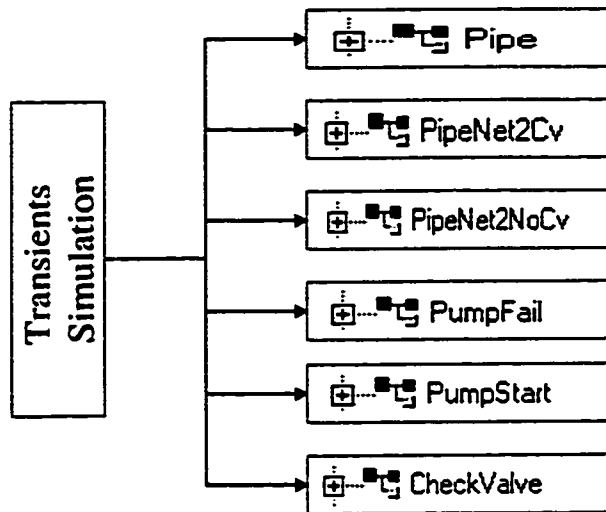 Transients
Simulation
Pipe
PipeNet2Cv
PipeNet2NoCv
PumpFail
PumpStart
CheckValve